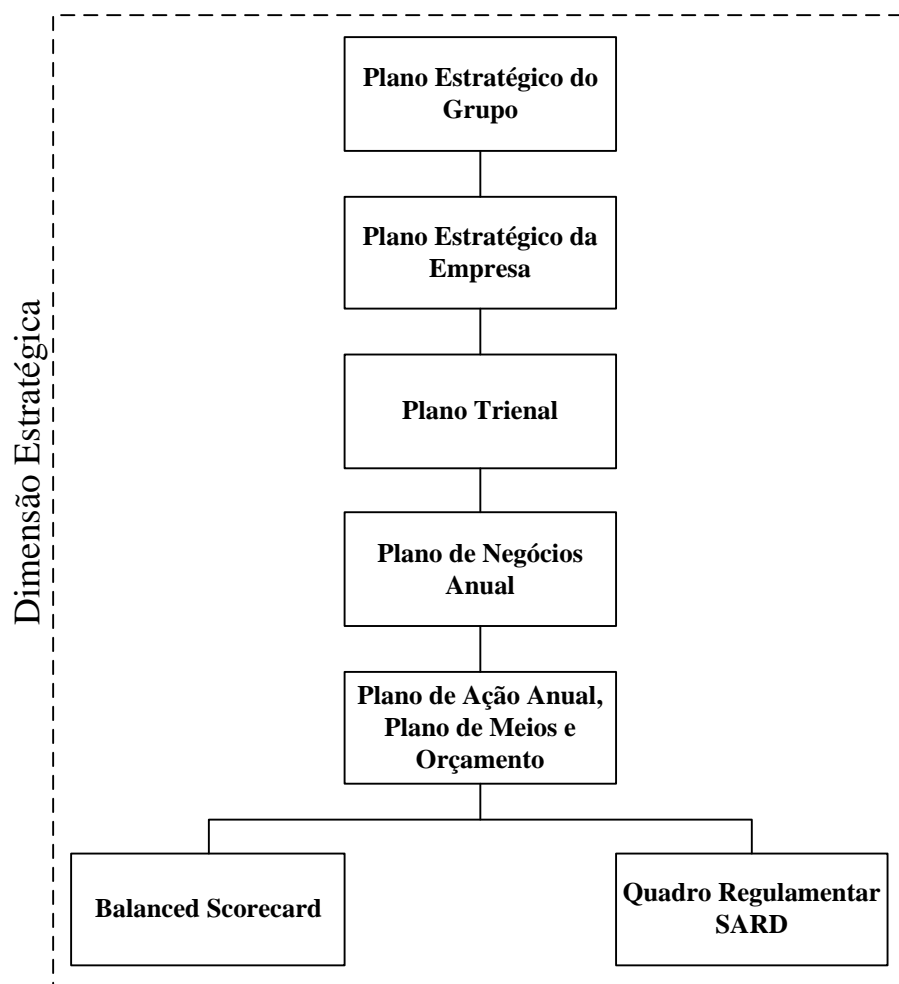 Plano Estratégico do
Grupo
Plano Estratégico da
Empresa
Plano Trienal
Plano de Negócios
Anual
Plano de Ação Anual,
Plano de Meios e
Orçamento
Balanced Scorecard
Quadro Regulamentar
SARD
Dimensão Estratégica